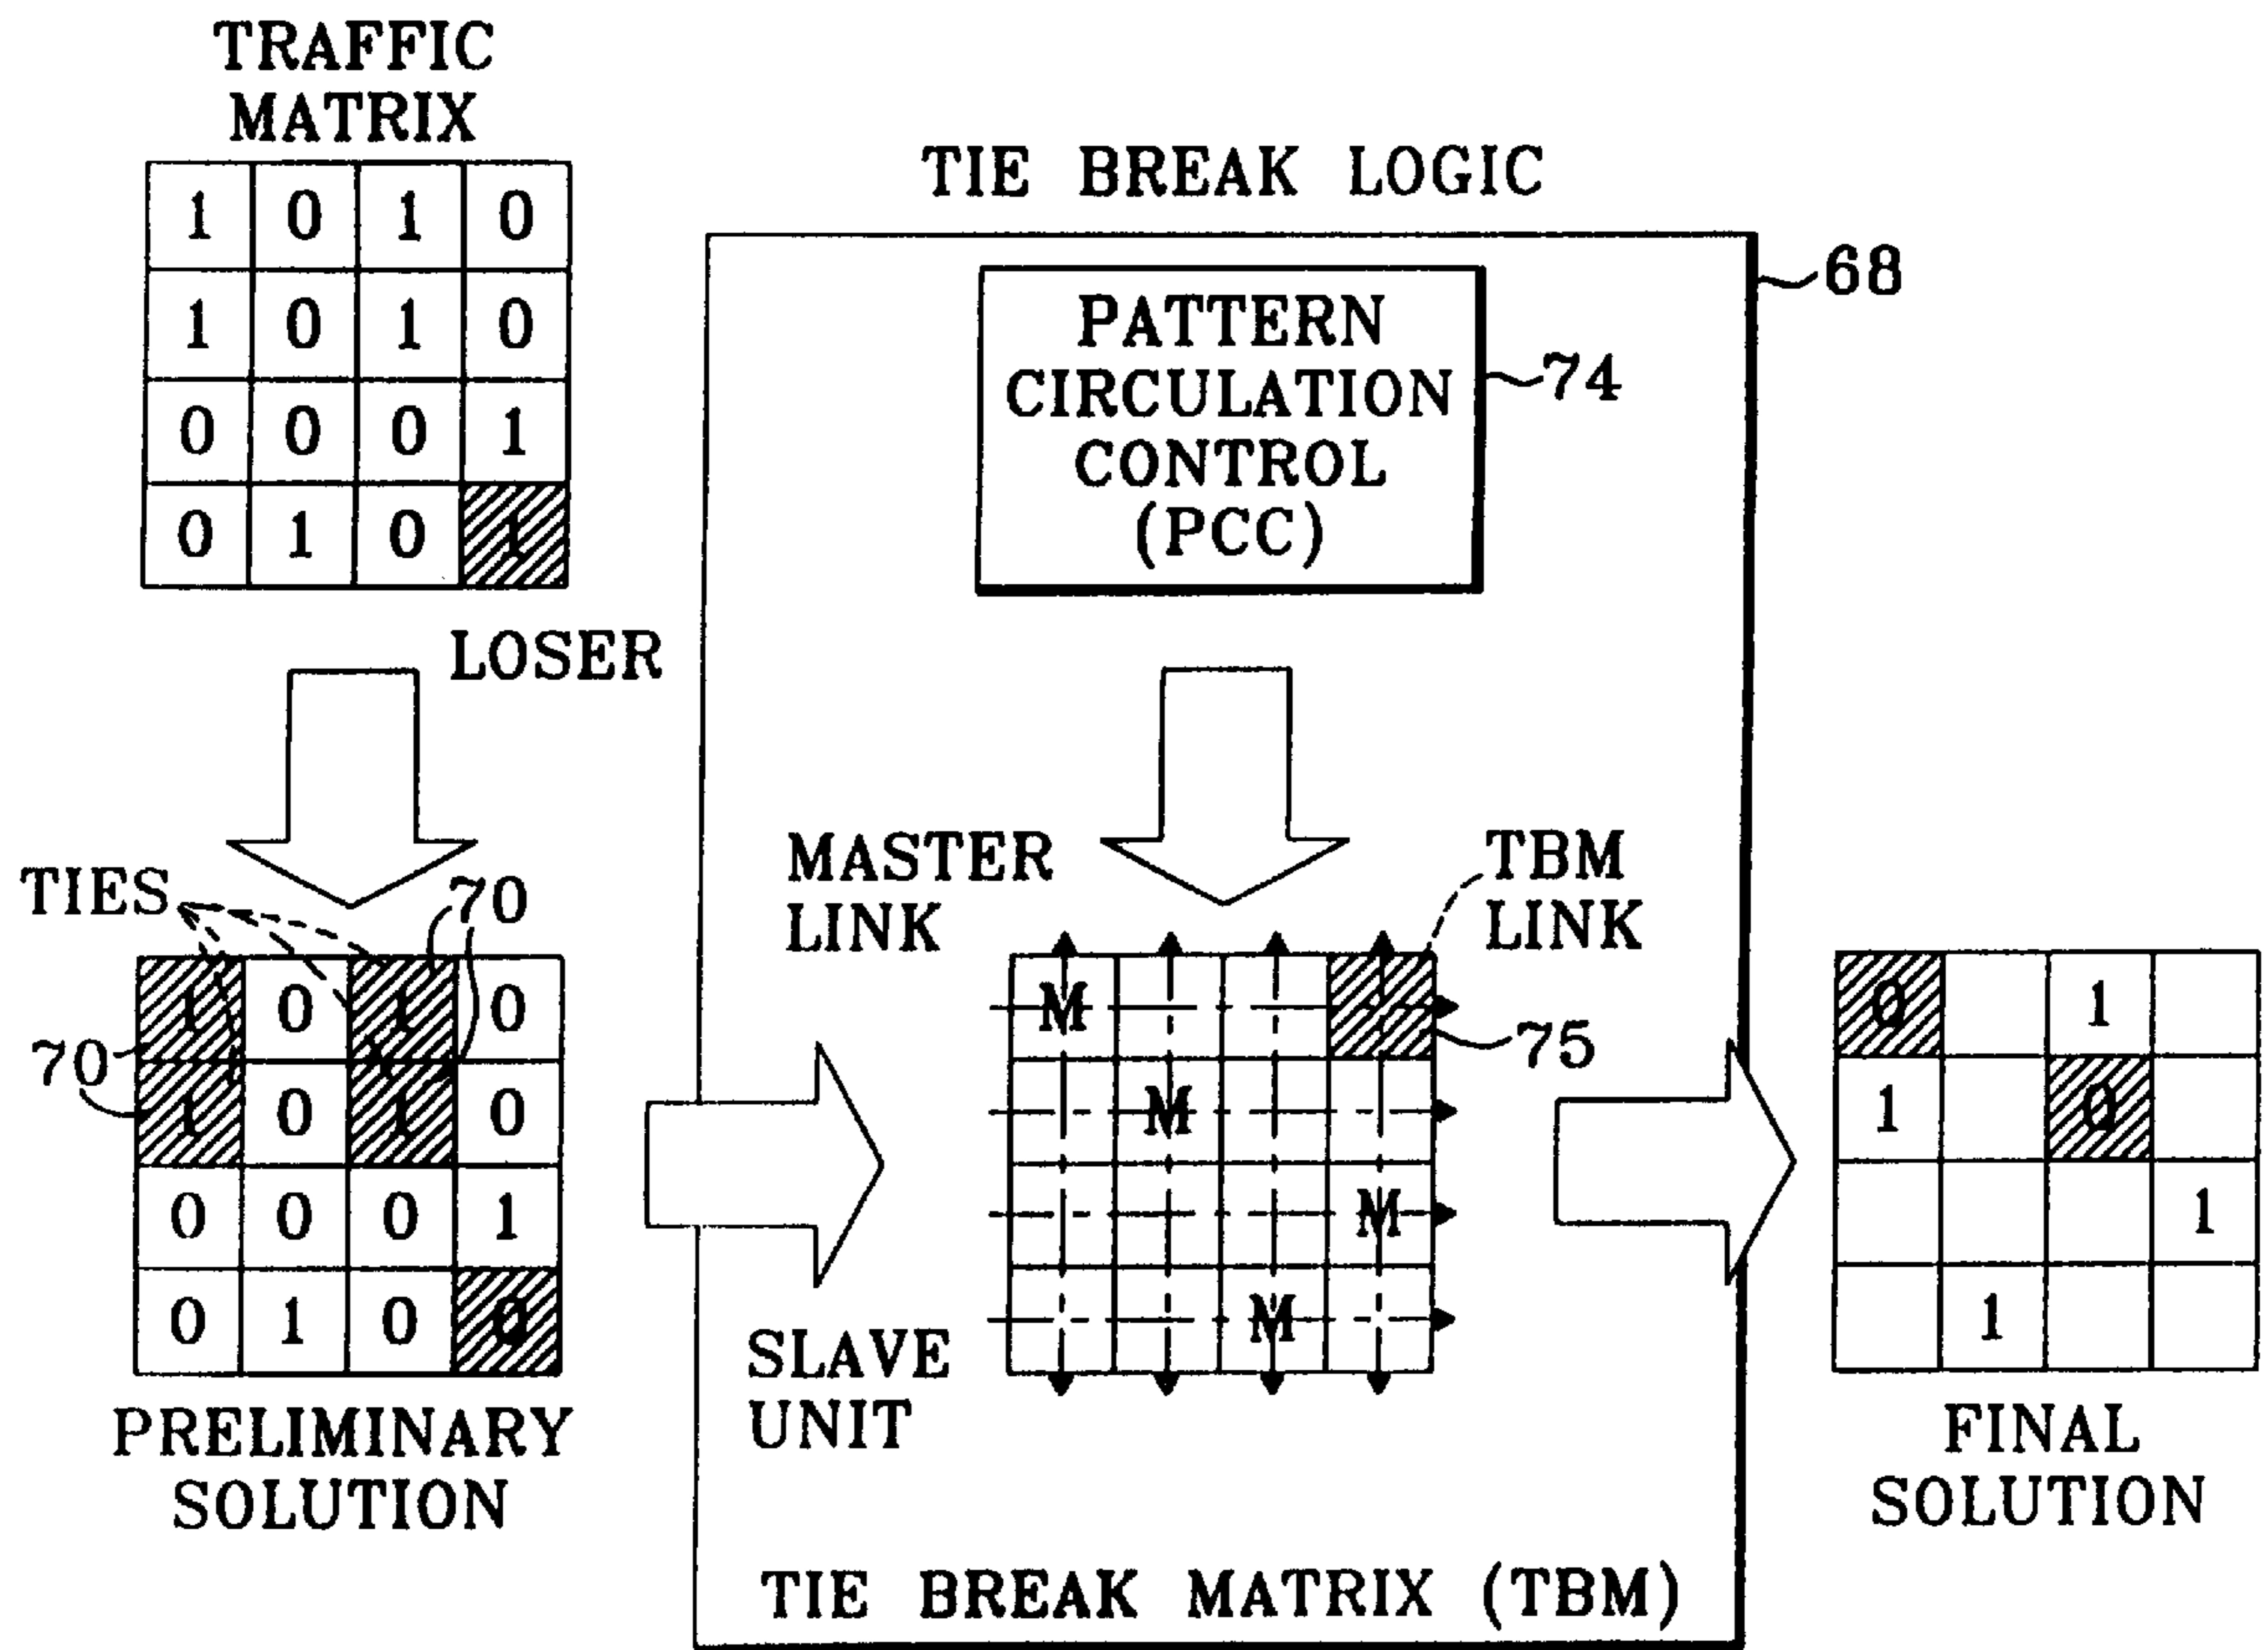 TRAFFIC
MATRIX
1 0 1 0
1 0 1 0
0 0 0 1
0 1 0 1
LOSER
TIE BREAK LOGIC
68
PATTERN
CIRCULATION
CONTROL
(PCC)
74
TIES
70
70
1 0 1 0
1 0 1 0
0 0 0 1
0 1 0 0
PRELIMINARY
SOLUTION
MASTER
LINK
TBM
LINK
75
M
M
M
M
SLAVE
UNIT
TIE BREAK MATRIX (TBM)
0 1
1 0
1
1
FINAL
SOLUTION